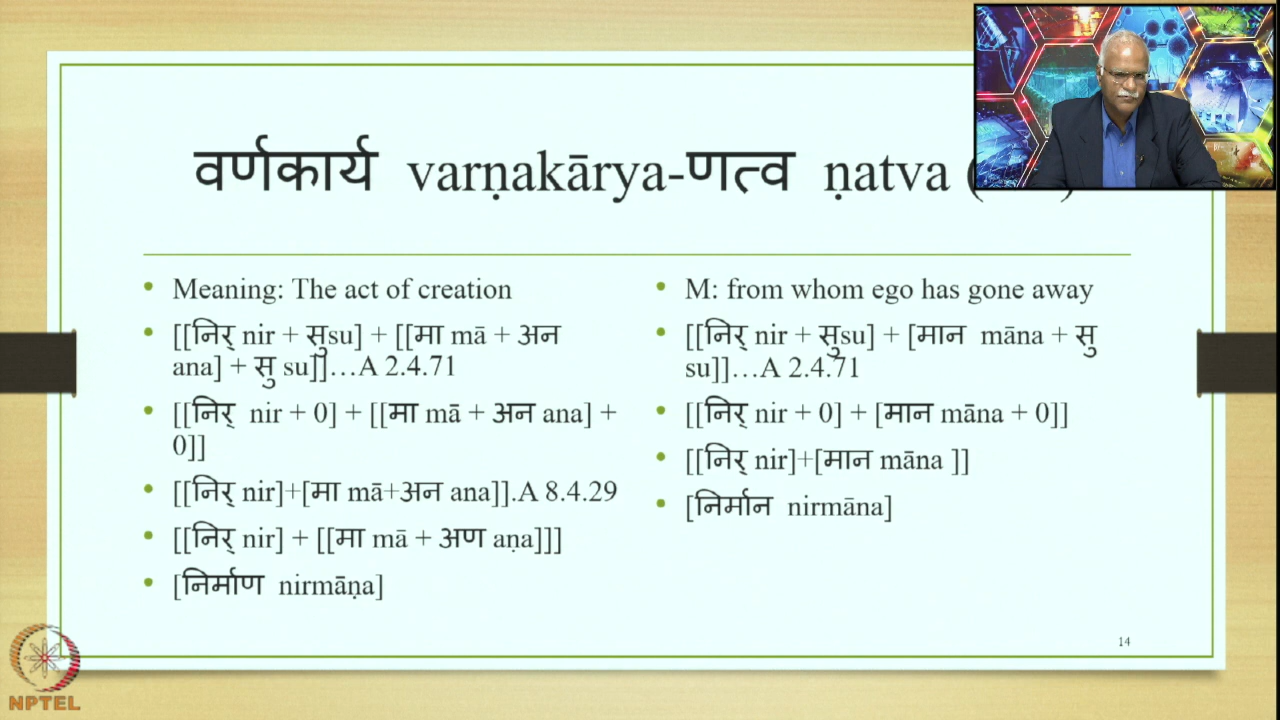 वर्णकार्य varṇakārya-णत्व ṇatva (
• Meaning: The act of creation
• [[निर् nir + सुsu] + [[मा mā + अन
ana] + सु su]]…A 2.4.71
• [[निर् nir + 0] + [[मा mā + अन ana] +
0]]
• [[निर् nir]+[मा mā+अन ana]].A 8.4.29
• [[निर् nir] + [[मा mā + अण aṇa]]]
• [निर्माण nirmāṇa]
• M: from whom ego has gone away
• [[निर् nir + सुsu] + [मान māna + सु
su]]…A 2.4.71
• [[निर् nir + 0] + [मान māna + 0]]
• [[निर् nir]+[मान māna ]]
• [निर्मान nirmāna]
14
NPTEL